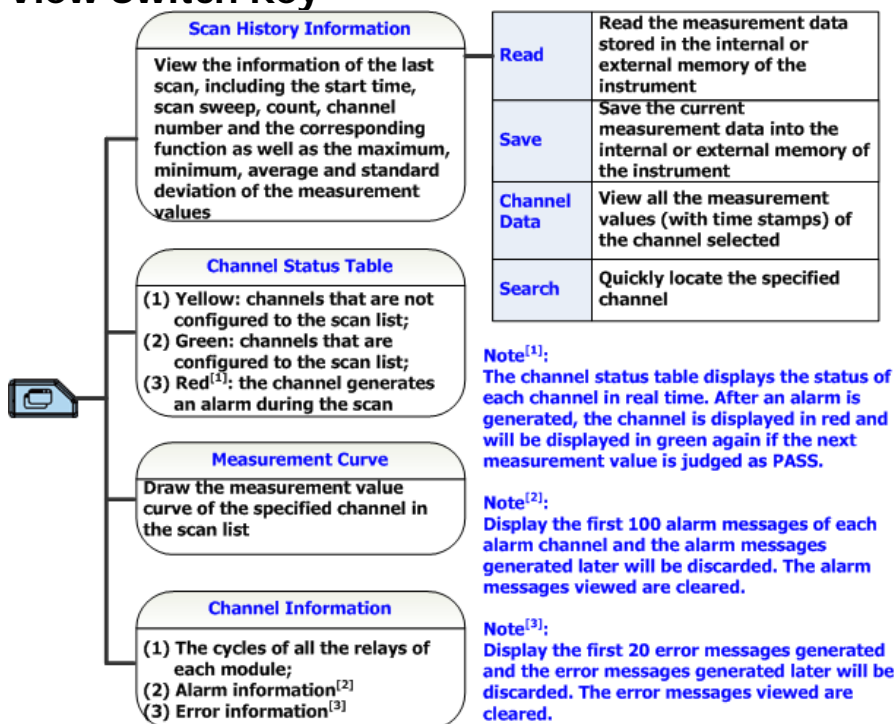 View Switch Key
Scan History Information
View the information of the last
scan, including the start time,
scan sweep, count, channel
number and the corresponding
function as well as the maximum,
minimum, average and standard
deviation of the measurement
values
Read
Read the measurement data
stored in the internal or
external memory of the
instrument
Save
Save the current
measurement data into the
internal or external memory of
the instrument
Channel
Data
View all the measurement
values (with time stamps) of
the channel selected
Search
Quickly locate the specified
channel
Channel Status Table
(1) Yellow: channels that are not
configured to the scan list;
(2) Green: channels that are
configured to the scan list;
(3) Red[1]: the channel generates
an alarm during the scan
Measurement Curve
Draw the measurement value
curve of the specified channel in
the scan list
Channel Information
(1) The cycles of all the relays of
each module;
(2) Alarm information[2]
(3) Error information[3]
Note[1]:
The channel status table displays the status of
each channel in real time. After an alarm is
generated, the channel is displayed in red and
will be displayed in green again if the next
measurement value is judged as PASS.
Note[2]:
Display the first 100 alarm messages of each
alarm channel and the alarm messages
generated later will be discarded. The alarm
messages viewed are cleared.
Note[3]:
Display the first 20 error messages generated
and the error messages generated later will be
discarded. The error messages viewed are
cleared.